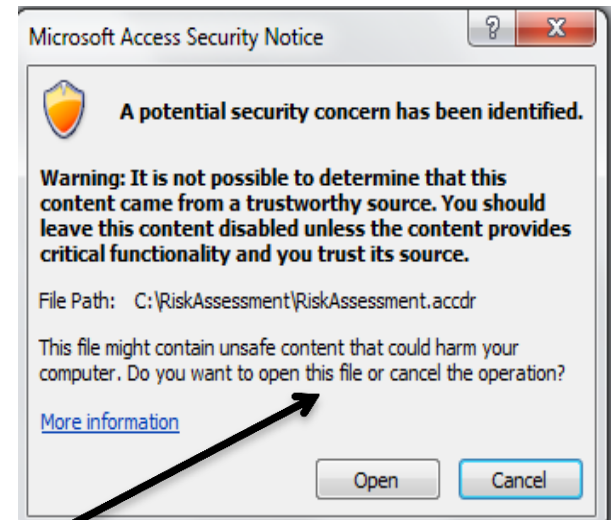 Microsoft Access Security Notice
? X
A potential security concern has been identified.
Warning: It is not possible to determine that this
content came from a trustworthy source. You should
leave this content disabled unless the content provides
critical functionality and you trust its source.
File Path: C:\RiskAssessment\RiskAssessment.accdr
This file might contain unsafe content that could harm your
computer. Do you want to open this file or cancel the operation?
More information
Open Cancel